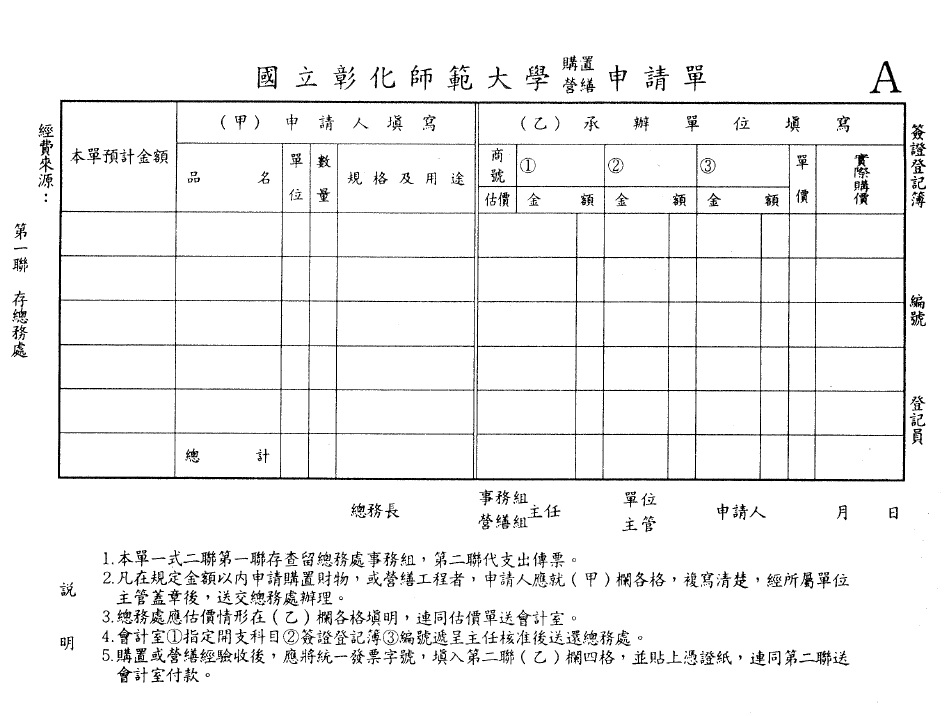 國立彰化師範大學購置營繕申請單 A
經費來源：
第一聯 存總務處
本單預計金額
（甲）申請人填寫
（乙）承辦單位填寫
品名
單位
數量
規格及用途
商號
①
②
③
單價
實際購價
估價
金額
金額
金額
總計
簽證登記簿
編號
登記員
總務長
事務組
營繕組
主任
單位
主管
申請人
月 日
說明
1.本單一式二聯第一聯存查留總務處事務組，第二聯代支出傳票。
2.凡在規定金額以內申請購置財物，或營繕工程者，申請人應就（甲）欄各格，複寫清楚，經所屬單位
主管蓋章後，送交總務處辦理。
3.總務處應估價情形在（乙）欄各格填明，連同估價單送會計室。
4.會計室①指定開支科目②簽證登記簿③編號遞呈主任核准後送還總務處。
5.購置或營繕經驗收後，應將統一發票字號，填入第二聯（乙）欄四格，並貼上憑證紙，連同第二聯送
會計室付款。